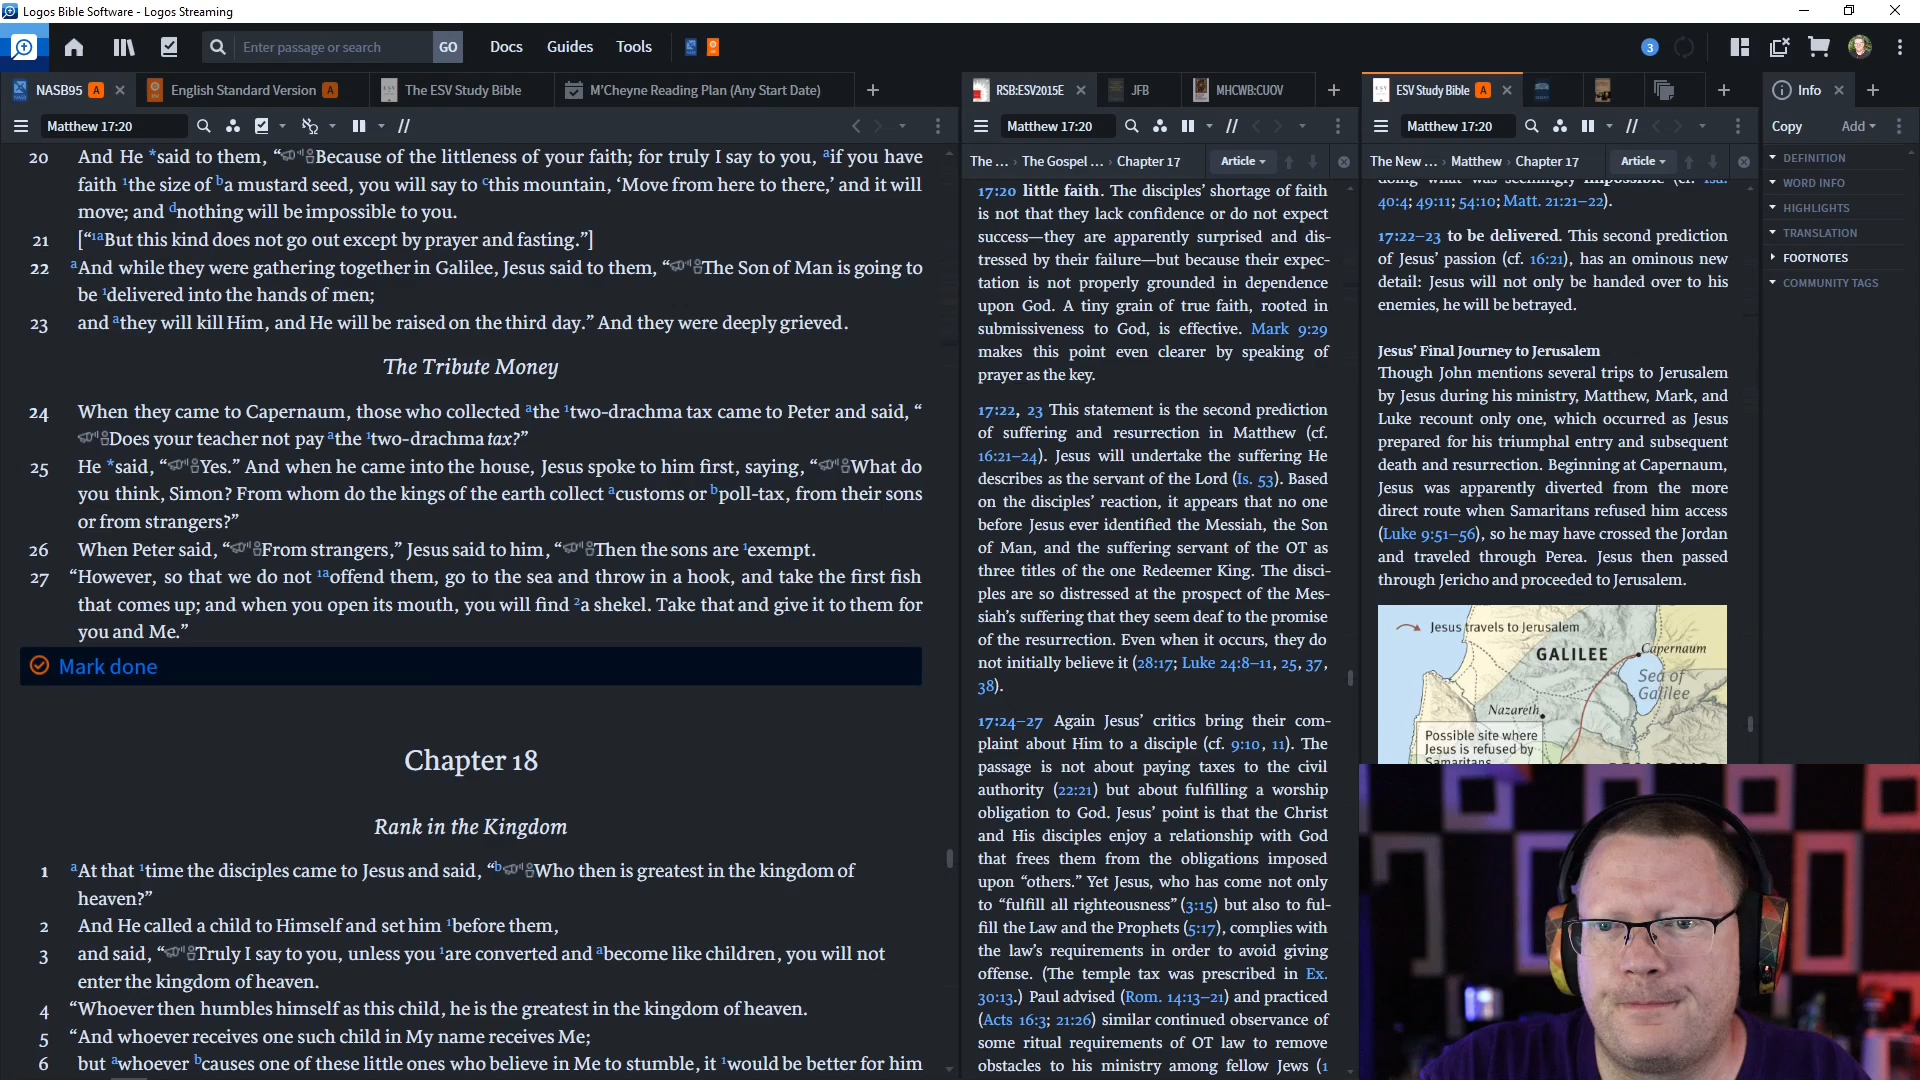 Logos Bible Software - Logos Streaming
Enter passage or search
GO
Docs
Guides
Tools
3
NASB95 A
English Standard Version A
The ESV Study Bible
M'Cheyne Reading Plan (Any Start Date)
Matthew 17:20
20 And He *said to them, “Because of the littleness of your faith; for truly I say to you, ᵃif you have
faith ¹the size of ᵇa mustard seed, you will say to ᶜthis mountain, ‘Move from here to there,’ and it will
move; and ᵈnothing will be impossible to you.
21 [“¹ᵃBut this kind does not go out except by prayer and fasting.”]
22 ᵃAnd while they were gathering together in Galilee, Jesus said to them, “The Son of Man is going to
be ¹delivered into the hands of men;
23 and ᵃthey will kill Him, and He will be raised on the third day.” And they were deeply grieved.
The Tribute Money
24 When they came to Capernaum, those who collected ᵃthe ¹two-drachma tax came to Peter and said, “
Does your teacher not pay ᵃthe ¹two-drachma tax?”
25 He *said, “Yes.” And when he came into the house, Jesus spoke to him first, saying, “What do
you think, Simon? From whom do the kings of the earth collect ᵃcustoms or ᵇpoll-tax, from their sons
or from strangers?”
26 When Peter said, “From strangers,” Jesus said to him, “Then the sons are ¹exempt.
27 “However, so that we do not ¹ᵃoffend them, go to the sea and throw in a hook, and take the first fish
that comes up; and when you open its mouth, you will find ²a shekel. Take that and give it to them for
you and Me.”
Mark done
Chapter 18
Rank in the Kingdom
1 ᵃAt that ¹time the disciples came to Jesus and said, “ᵇWho then is greatest in the kingdom of
heaven?”
2 And He called a child to Himself and set him ¹before them,
3 and said, “Truly I say to you, unless you ¹are converted and ᵃbecome like children, you will not
enter the kingdom of heaven.
4 “Whoever then humbles himself as this child, he is the greatest in the kingdom of heaven.
5 “And whoever receives one such child in My name receives Me;
6 but ᵃwhoever ᵇcauses one of these little ones who believe in Me to stumble, it ¹would be better for him
RSB:ESV2015E
JFB
MHCWB:CUOV
Matthew 17:20
The ... › The Gospel ... › Chapter 17
Article
17:20 little faith. The disciples’ shortage of faith
is not that they lack confidence or do not expect
success—they are apparently surprised and dis-
tressed by their failure—but because their expec-
tation is not properly grounded in dependence
upon God. A tiny grain of true faith, rooted in
submissiveness to God, is effective. Mark 9:29
makes this point even clearer by speaking of
prayer as the key.
17:22, 23 This statement is the second prediction
of suffering and resurrection in Matthew (cf.
16:21–24). Jesus will undertake the suffering He
describes as the servant of the Lord (Is. 53). Based
on the disciples’ reaction, it appears that no one
before Jesus ever identified the Messiah, the Son
of Man, and the suffering servant of the OT as
three titles of the one Redeemer King. The disci-
ples are so distressed at the prospect of the Mes-
siah’s suffering that they seem deaf to the promise
of the resurrection. Even when it occurs, they do
not initially believe it (28:17; Luke 24:8–11, 25, 37,
38).
17:24–27 Again Jesus’ critics bring their com-
plaint about Him to a disciple (cf. 9:10, 11). The
passage is not about paying taxes to the civil
authority (22:21) but about fulfilling a worship
obligation to God. Jesus’ point is that the Christ
and His disciples enjoy a relationship with God
that frees them from the obligations imposed
upon “others.” Yet Jesus, who has come not only
to “fulfill all righteousness” (3:15) but also to ful-
fill the Law and the Prophets (5:17), complies with
the law’s requirements in order to avoid giving
offense. (The temple tax was prescribed in Ex.
30:13.) Paul advised (Rom. 14:13–21) and practiced
(Acts 16:3; 21:26) similar continued observance of
some ritual requirements of OT law to remove
obstacles to his ministry among fellow Jews (1
ESV Study Bible A
Matthew 17:20
The New ... › Matthew › Chapter 17
Article
doing what was seemingly impossible (cf. Isa.
40:4; 49:11; 54:10; Matt. 21:21–22).
17:22–23 to be delivered. This second prediction
of Jesus’ passion (cf. 16:21), has an ominous new
detail: Jesus will not only be handed over to his
enemies, he will be betrayed.
Jesus’ Final Journey to Jerusalem
Though John mentions several trips to Jerusalem
by Jesus during his ministry, Matthew, Mark, and
Luke recount only one, which occurred as Jesus
prepared for his triumphal entry and subsequent
death and resurrection. Beginning at Capernaum,
Jesus was apparently diverted from the more
direct route when Samaritans refused him access
(Luke 9:51–56), so he may have crossed the Jordan
and traveled through Perea. Jesus then passed
through Jericho and proceeded to Jerusalem.
Jesus travels to Jerusalem
GALILEE
Capernaum
Sea of
Galilee
Nazareth
Possible site where
Jesus is refused by
Samaritans
Info
Copy
Add
DEFINITION
WORD INFO
HIGHLIGHTS
TRANSLATION
FOOTNOTES
COMMUNITY TAGS